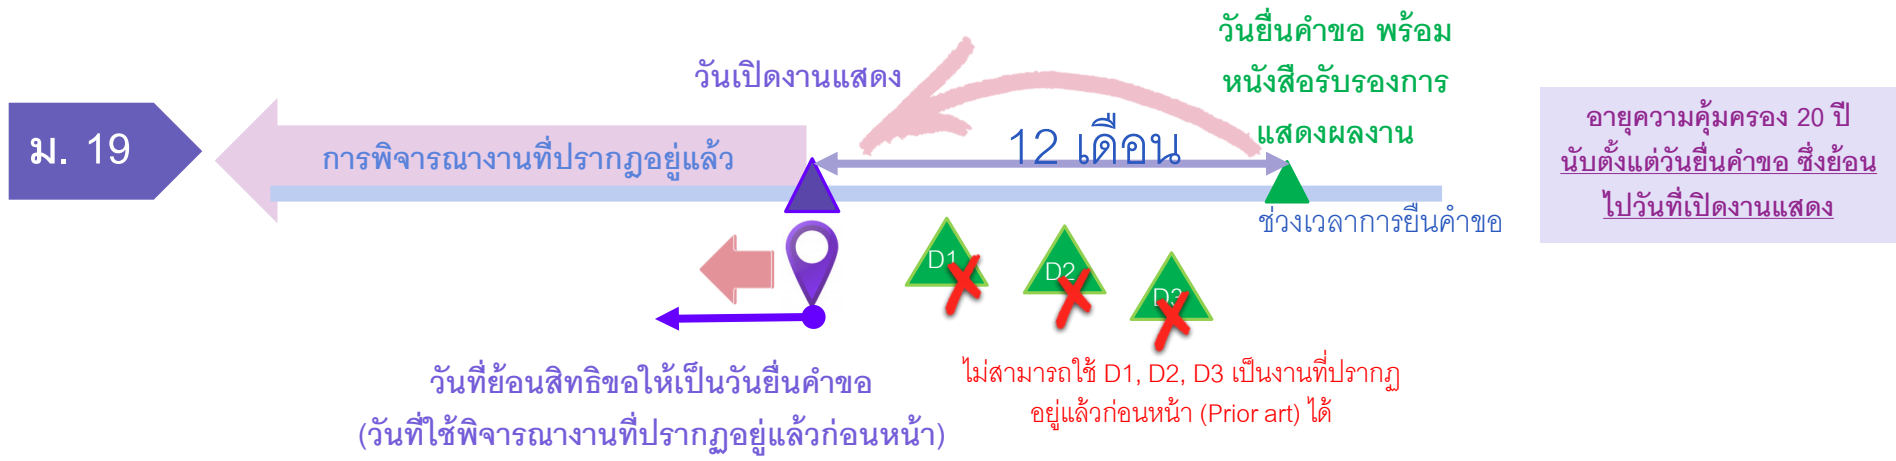 ม. 19
การพิจารณางานที่ปรากฏอยู่แล้ว
วันเปิดงานแสดง
12 เดือน
วันยื่นคำขอ พร้อม
หนังสือรับรองการ
แสดงผลงาน
ช่วงเวลาการยืนคำขอ
อายุความคุ้มครอง 20 ปี
นับตั้งแต่วันยื่นคำขอ ซึ่งย้อน
ไปวันที่เปิดงานแสดง
D1
D2
D3
วันที่ย้อนสิทธิขอให้เป็นวันยื่นคำขอ
(วันที่ใช้พิจารณางานที่ปรากฏอยู่แล้วก่อนหน้า)
ไม่สามารถใช้ D1, D2, D3 เป็นงานที่ปรากฏ
อยู่แล้วก่อนหน้า (Prior art) ได้